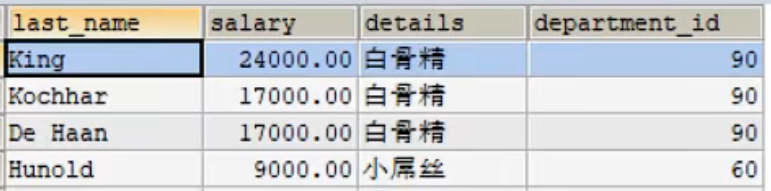 last_name salary details department_id
King 24000.00 白骨精 90
Kochhar 17000.00 白骨精 90
De Haan 17000.00 白骨精 90
Hunold 9000.00 小屌丝 60